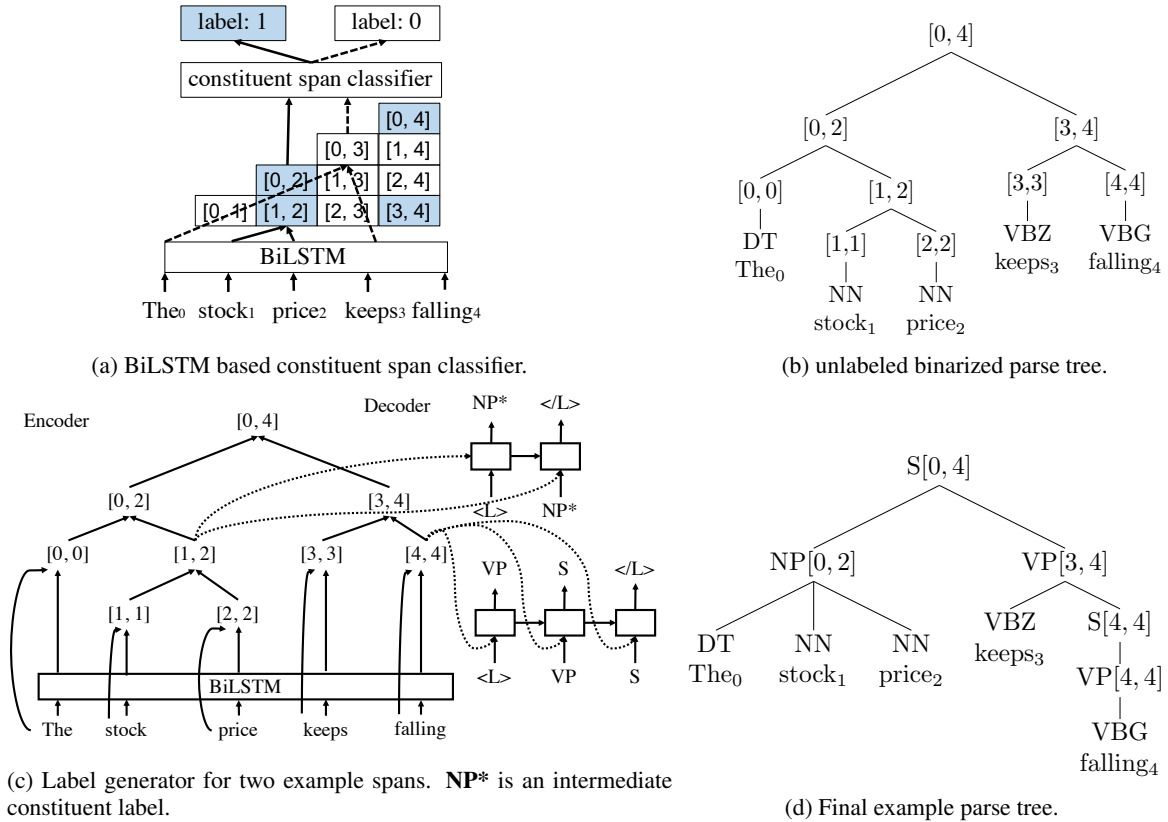 label: 1 label: 0
constituent span classifier
[0, 4]
[0, 3] [1, 4]
[0, 2] [1, 3] [2, 4]
[0, 1] [1, 2] [2, 3] [3, 4]
BiLSTM
The₀ stock₁ price₂ keeps₃ falling₄
(a) BiLSTM based constituent span classifier.
[0, 4]
[0, 2] [3, 4]
[0, 0] [1, 2] [3,3] [4,4]
DT [1,1] [2,2] VBZ VBG
The₀ NN NN keeps₃ falling₄
stock₁ price₂
(b) unlabeled binarized parse tree.
Encoder Decoder NP* </L>
[0, 4]
[0, 2] [3, 4] <L> NP*
[0, 0] [1, 2] [3, 3] [4, 4] VP S </L>
[1, 1] [2, 2]
<L> VP S
BiLSTM
The stock price keeps falling
(c) Label generator for two example spans. NP* is an intermediate
constituent label.
S[0, 4]
NP[0, 2] VP[3, 4]
DT NN NN VBZ S[4, 4]
The₀ stock₁ price₂ keeps₃ VP[4, 4]
VBG
falling₄
(d) Final example parse tree.